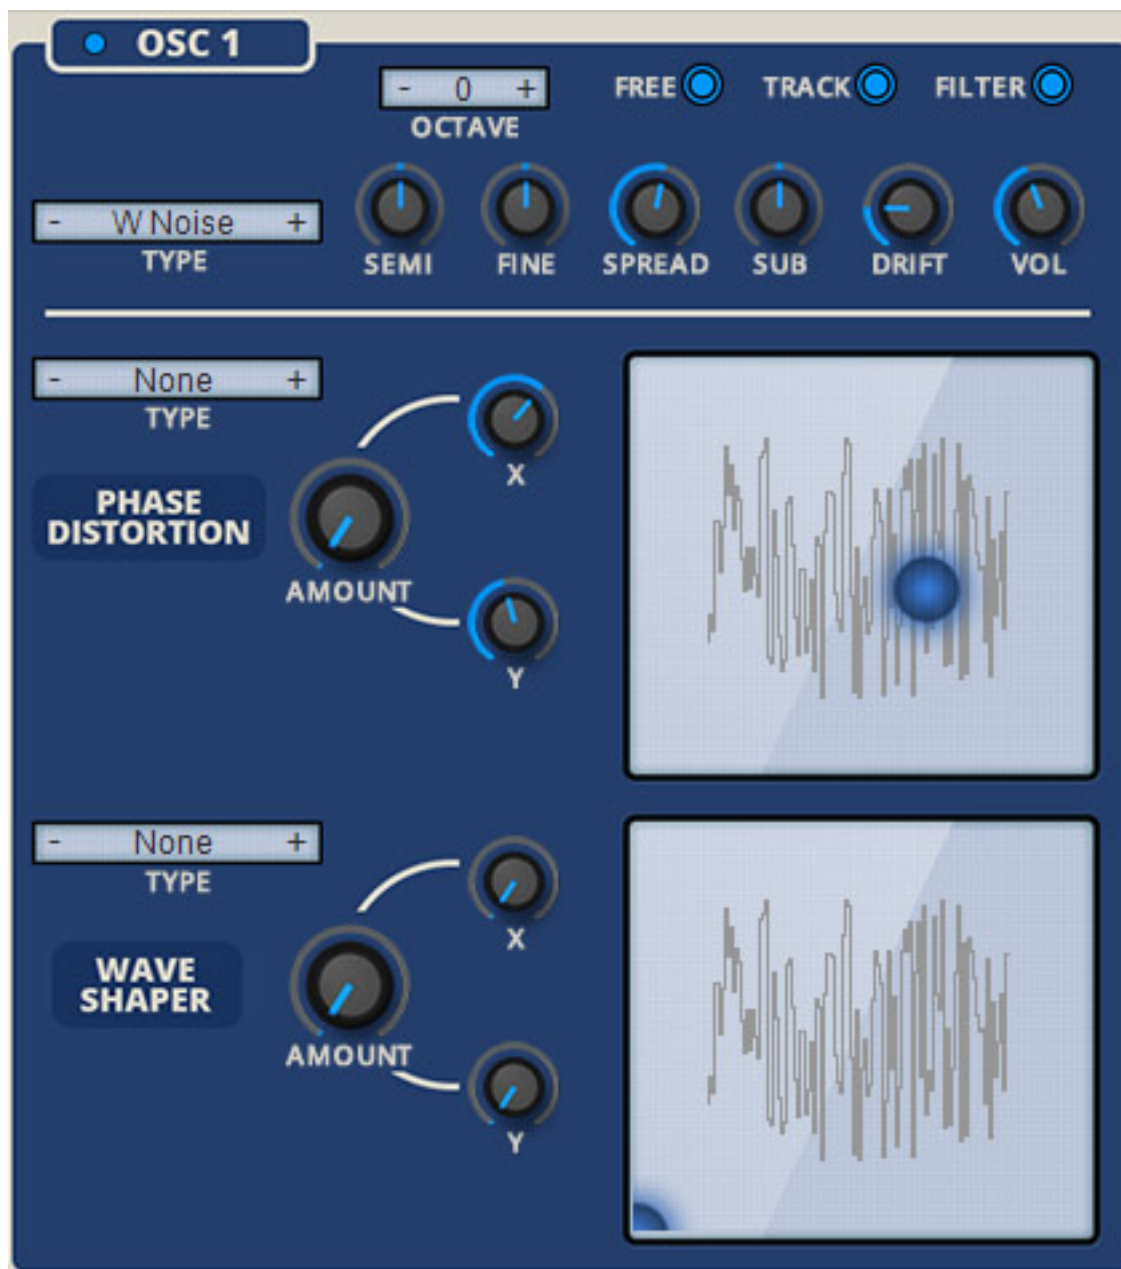 OSC 1
- 0 +
OCTAVE
FREE
TRACK
FILTER
- W Noise +
TYPE
SEMI
FINE
SPREAD
SUB
DRIFT
VOL
- None +
TYPE
PHASE
DISTORTION
AMOUNT
X
Y
- None +
TYPE
WAVE
SHAPER
AMOUNT
X
Y